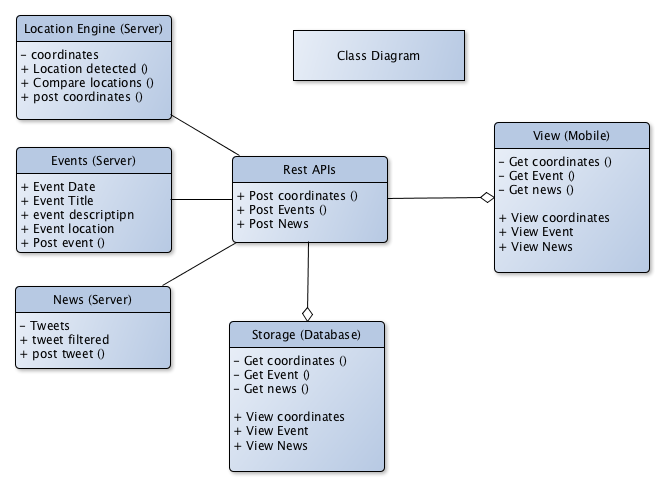 Location Engine (Server)
– coordinates
+ Location detected ()
+ Compare locations ()
+ post coordinates ()
Class Diagram
Events (Server)
+ Event Date
+ Event Title
+ event descriptipn
+ Event location
+ Post event ()
Rest APIs
+ Post coordinates ()
+ Post Events ()
+ Post News
View (Mobile)
– Get coordinates ()
– Get Event ()
– Get news ()
+ View coordinates
+ View Event
+ View News
News (Server)
– Tweets
+ tweet filtered
+ post tweet ()
Storage (Database)
– Get coordinates ()
– Get Event ()
– Get news ()
+ View coordinates
+ View Event
+ View News